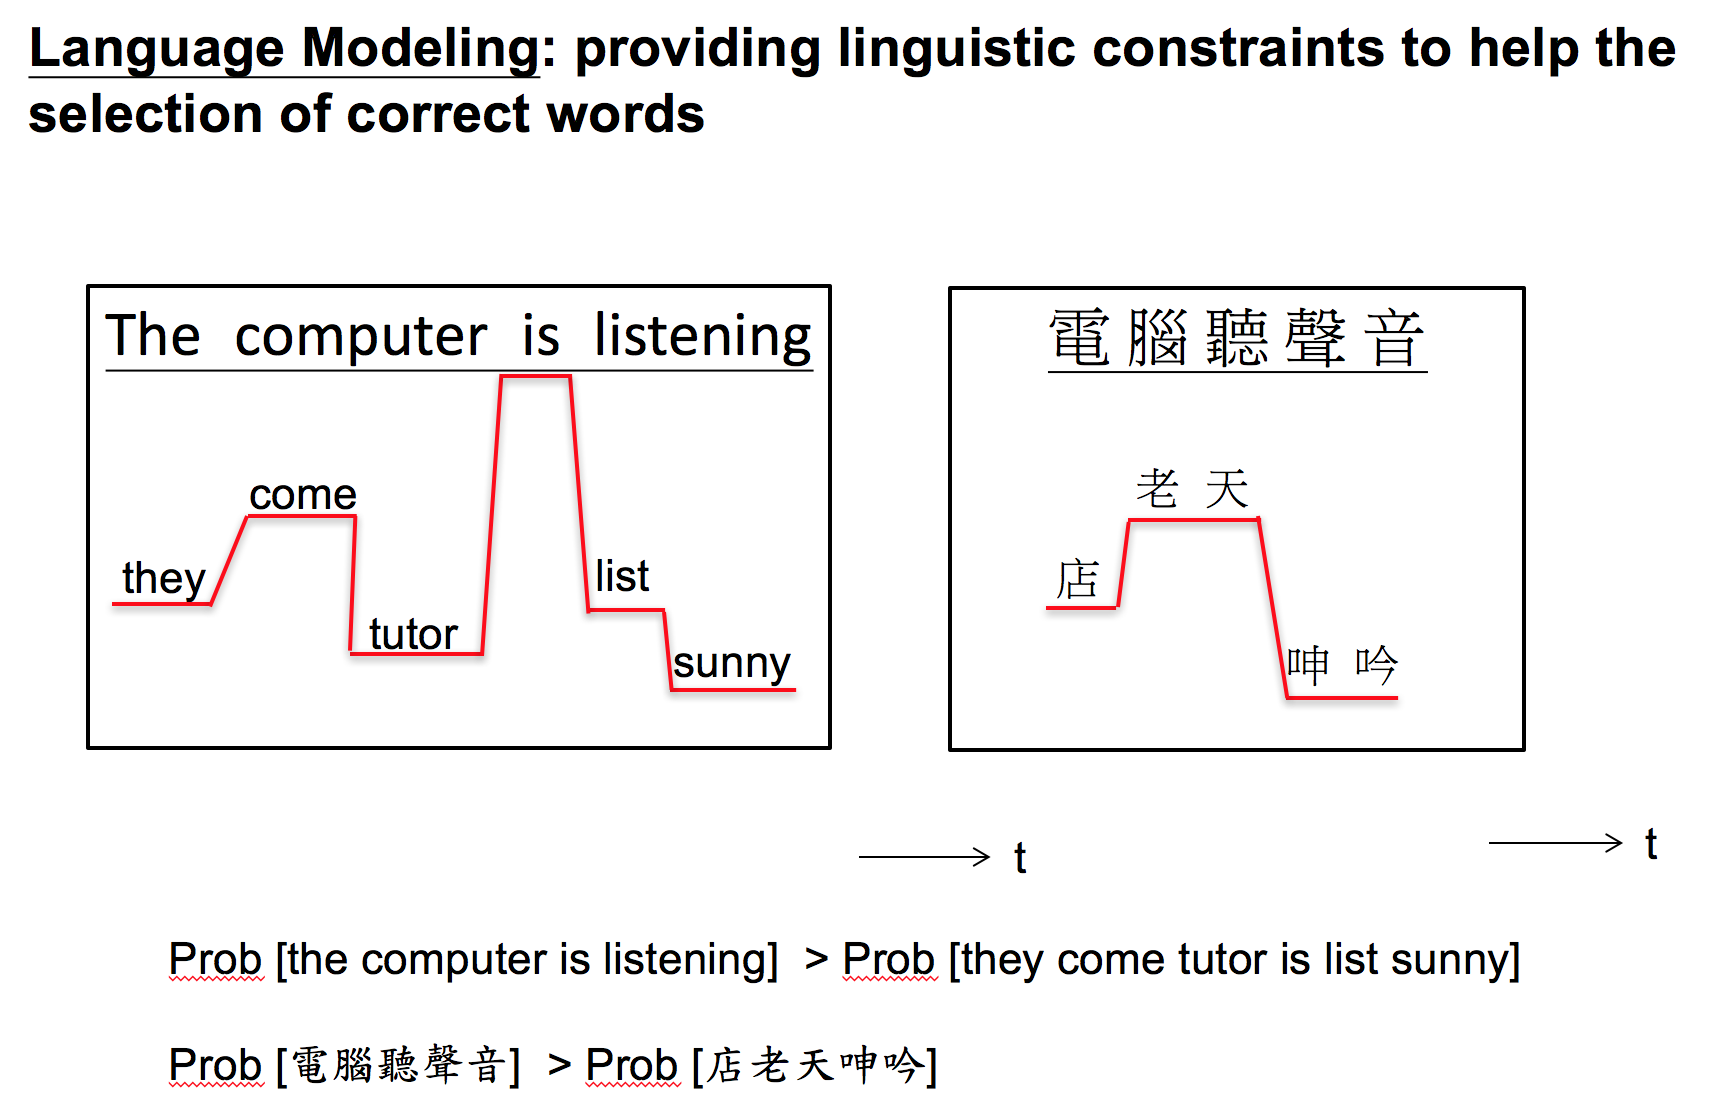 Language Modeling: providing linguistic constraints to help the
selection of correct words
The computer is listening
come
they
list
tutor
sunny
電腦聽聲音
老天
店
呻吟
t
t
Prob [the computer is listening] > Prob [they come tutor is list sunny]
Prob [電腦聽聲音] > Prob [店老天呻吟]